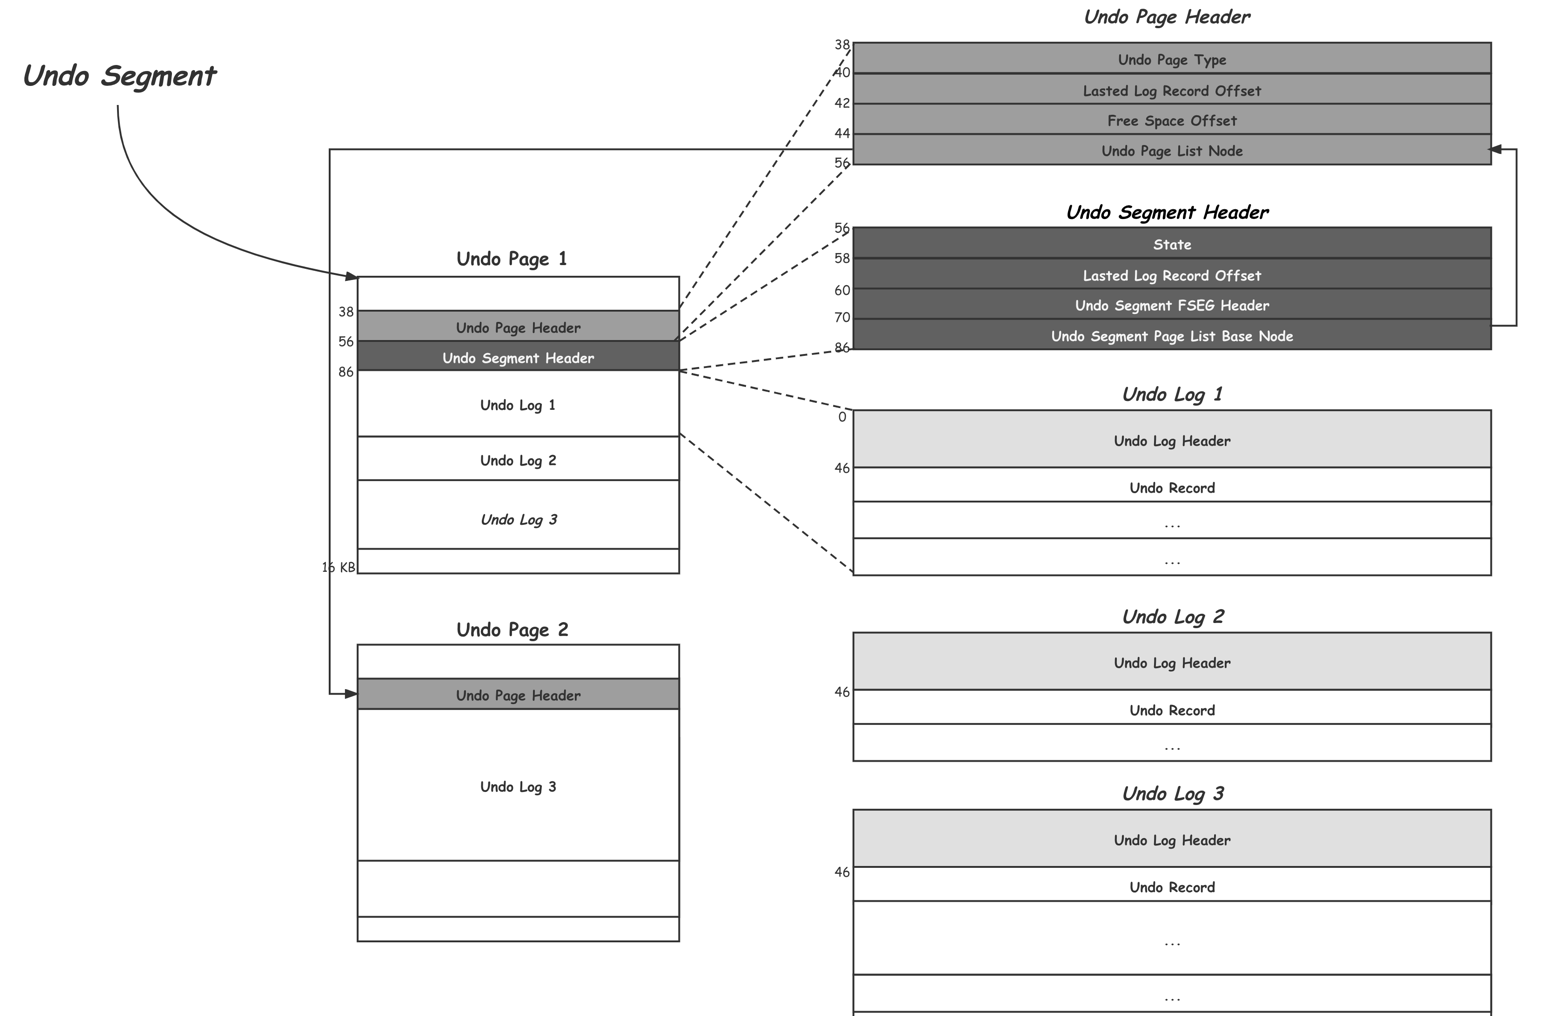 Undo Segment
Undo Page 1
38
Undo Page Header
56
Undo Segment Header
86
Undo Log 1
Undo Log 2
Undo Log 3
16 KB
Undo Page 2
Undo Page Header
Undo Log 3
Undo Page Header
38
Undo Page Type
40
Lasted Log Record Offset
42
Free Space Offset
44
Undo Page List Node
56
Undo Segment Header
56
State
58
Lasted Log Record Offset
60
Undo Segment FSEG Header
70
Undo Segment Page List Base Node
86
Undo Log 1
0
Undo Log Header
46
Undo Record
...
...
Undo Log 2
Undo Log Header
46
Undo Record
...
Undo Log 3
Undo Log Header
46
Undo Record
...
...